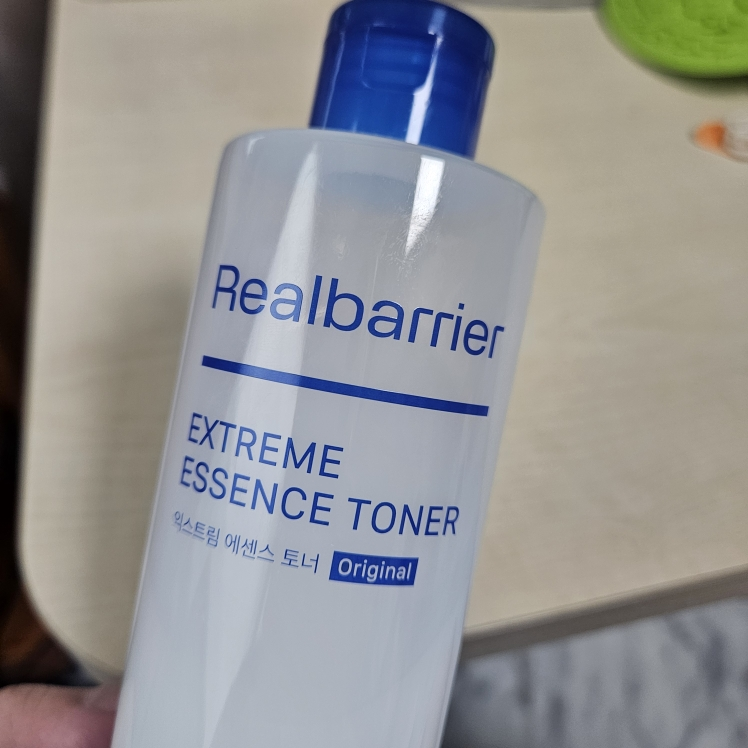 Realbarrier
EXTREME
ESSENCE TONER
익스트림 에센스 토너 Original